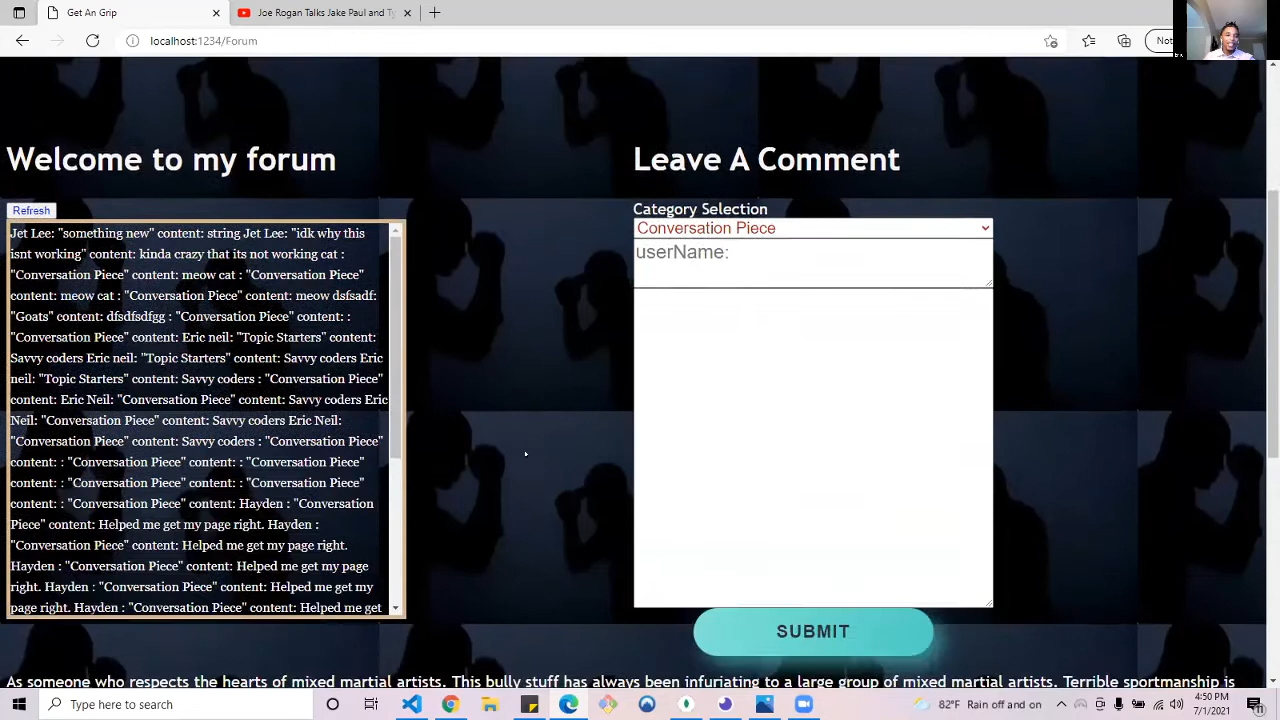 Get An Grip
Joe Rogan Talks Jake Paul and Ty
localhost:1234/Forum
Not
Welcome to my forum
Refresh
Jet Lee: "something new" content: string Jet Lee: "idk why this
isnt working" content: kinda crazy that its not working cat :
"Conversation Piece" content: meow cat : "Conversation Piece"
content: meow cat : "Conversation Piece" content: meow dsfsadf:
"Goats" content: dfsdfsdfgg : "Conversation Piece" content: :
"Conversation Piece" content: Eric neil: "Topic Starters" content:
Savvy coders Eric neil: "Topic Starters" content: Savvy coders Eric
neil: "Topic Starters" content: Savvy coders : "Conversation Piece"
content: Eric Neil: "Conversation Piece" content: Savvy coders Eric
Neil: "Conversation Piece" content: Savvy coders Eric Neil:
"Conversation Piece" content: Savvy coders : "Conversation Piece"
content: : "Conversation Piece" content: : "Conversation Piece"
content: : "Conversation Piece" content: : "Conversation Piece"
content: : "Conversation Piece" content: Hayden : "Conversation
Piece" content: Helped me get my page right. Hayden :
"Conversation Piece" content: Helped me get my page right.
Hayden : "Conversation Piece" content: Helped me get my page
right. Hayden : "Conversation Piece" content: Helped me get my
page right. Hayden : "Conversation Piece" content: Helped me get
Leave A Comment
Category Selection
Conversation Piece
userName:
SUBMIT
As someone who respects the hearts of mixed martial artists. This bully stuff has always been infuriating to a large group of mixed martial artists. Terrible sportmanship is
Type here to search
82°F Rain off and on
4:50 PM
7/1/2021